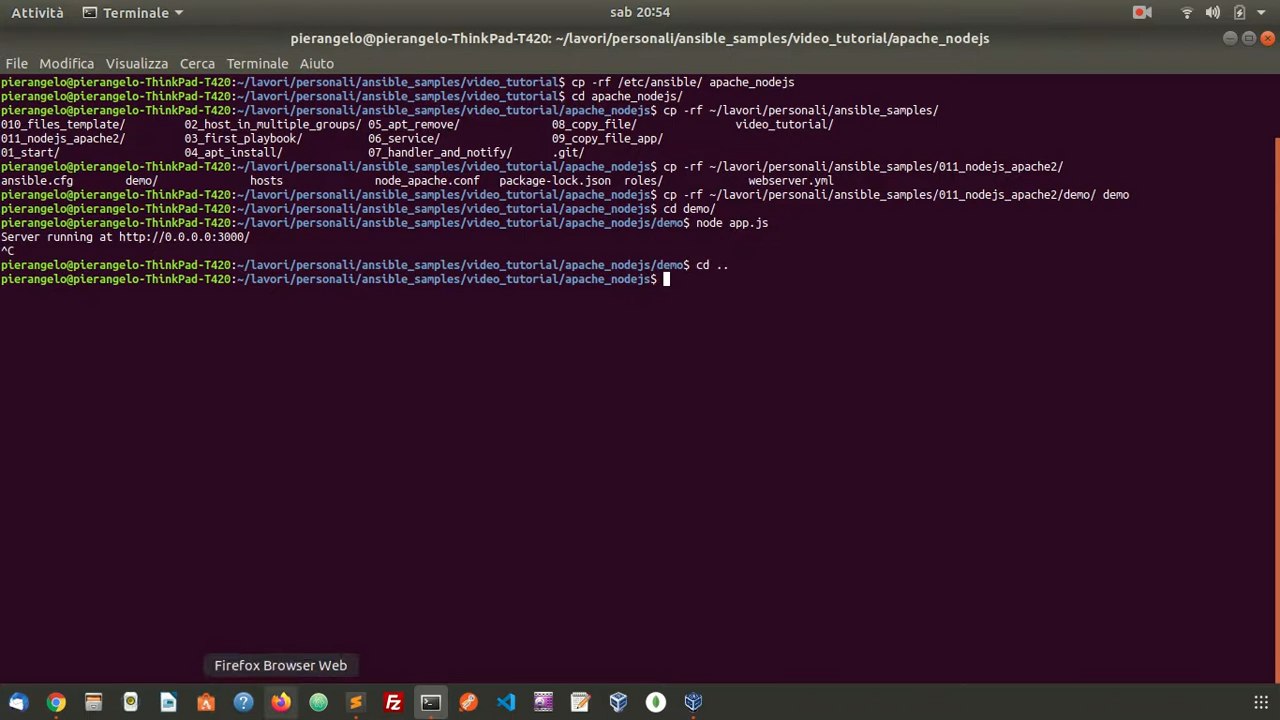 Attività Terminale sab 20:54
pierangelo@pierangelo-ThinkPad-T420: ~/lavori/personali/ansible_samples/video_tutorial/apache_nodejs
File Modifica Visualizza Cerca Terminale Aiuto
pierangelo@pierangelo-ThinkPad-T420:~/lavori/personali/ansible_samples/video_tutorial$ cp -rf /etc/ansible/ apache_nodejs
pierangelo@pierangelo-ThinkPad-T420:~/lavori/personali/ansible_samples/video_tutorial$ cd apache_nodejs/
pierangelo@pierangelo-ThinkPad-T420:~/lavori/personali/ansible_samples/video_tutorial/apache_nodejs$ cp -rf ~/lavori/personali/ansible_samples/
010_files_template/ 02_host_in_multiple_groups/ 05_apt_remove/ 08_copy_file/ video_tutorial/
011_nodejs_apache2/ 03_first_playbook/ 06_service/ 09_copy_file_app/
01_start/ 04_apt_install/ 07_handler_and_notify/ .git/
pierangelo@pierangelo-ThinkPad-T420:~/lavori/personali/ansible_samples/video_tutorial/apache_nodejs$ cp -rf ~/lavori/personali/ansible_samples/011_nodejs_apache2/
ansible.cfg demo/ hosts node_apache.conf package-lock.json roles/ webserver.yml
pierangelo@pierangelo-ThinkPad-T420:~/lavori/personali/ansible_samples/video_tutorial/apache_nodejs$ cp -rf ~/lavori/personali/ansible_samples/011_nodejs_apache2/demo/ demo
pierangelo@pierangelo-ThinkPad-T420:~/lavori/personali/ansible_samples/video_tutorial/apache_nodejs$ cd demo/
pierangelo@pierangelo-ThinkPad-T420:~/lavori/personali/ansible_samples/video_tutorial/apache_nodejs/demo$ node app.js
Server running at http://0.0.0.0:3000/
^C
pierangelo@pierangelo-ThinkPad-T420:~/lavori/personali/ansible_samples/video_tutorial/apache_nodejs/demo$ cd ..
pierangelo@pierangelo-ThinkPad-T420:~/lavori/personali/ansible_samples/video_tutorial/apache_nodejs$
Firefox Browser Web